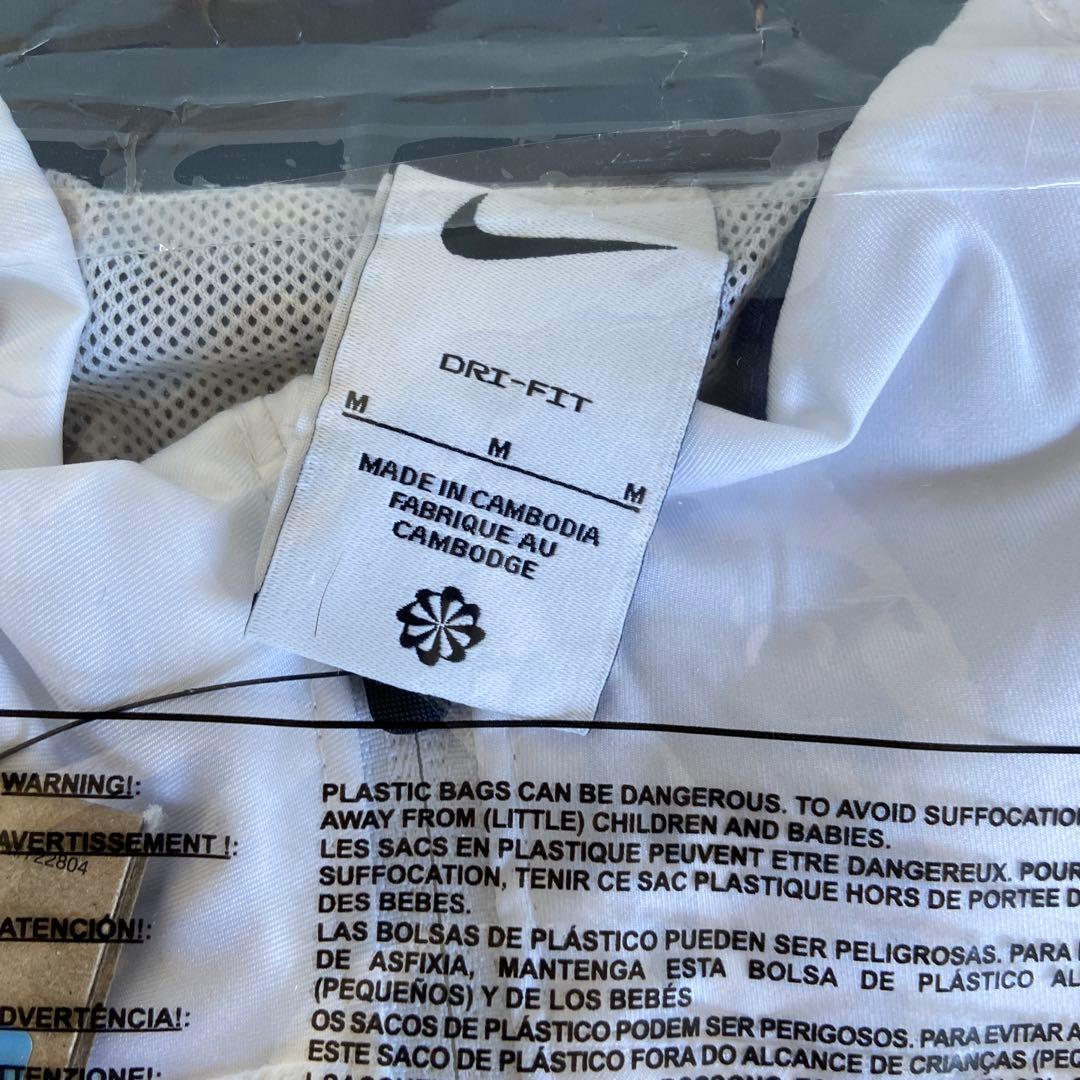 DRI-FIT
M
M
M
MADE IN CAMBODIA
FABRIQUE AU
CAMBODGE
WARNING!:
PLASTIC BAGS CAN BE DANGEROUS. TO AVOID SUFFOCATION
AWAY FROM (LITTLE) CHILDREN AND BABIES.
AVERTISSEMENT !:
LES SACS EN PLASTIQUE PEUVENT ETRE DANGEREUX. POUR
22804
SUFFOCATION, TENIR CE SAC PLASTIQUE HORS DE PORTEE D
DES BEBES.
ATENCIÓN!:
LAS BOLSAS DE PLÁSTICO PUEDEN SER PELIGROSAS. PARA
DE ASFIXIA, MANTENGA ESTA BOLSA DE PLÁSTICO AL
(PEQUEÑOS) Y DE LOS BEBÉS
DVERTÊNCIA!:
OS SACOS DE PLÁSTICO PODEM SER PERIGOSOS. PARA EVITAR A
ESTE SACO DE PLÁSTICO FORA DO ALCANCE DE CRIANÇAS (PEQ
TTENZIONE!: